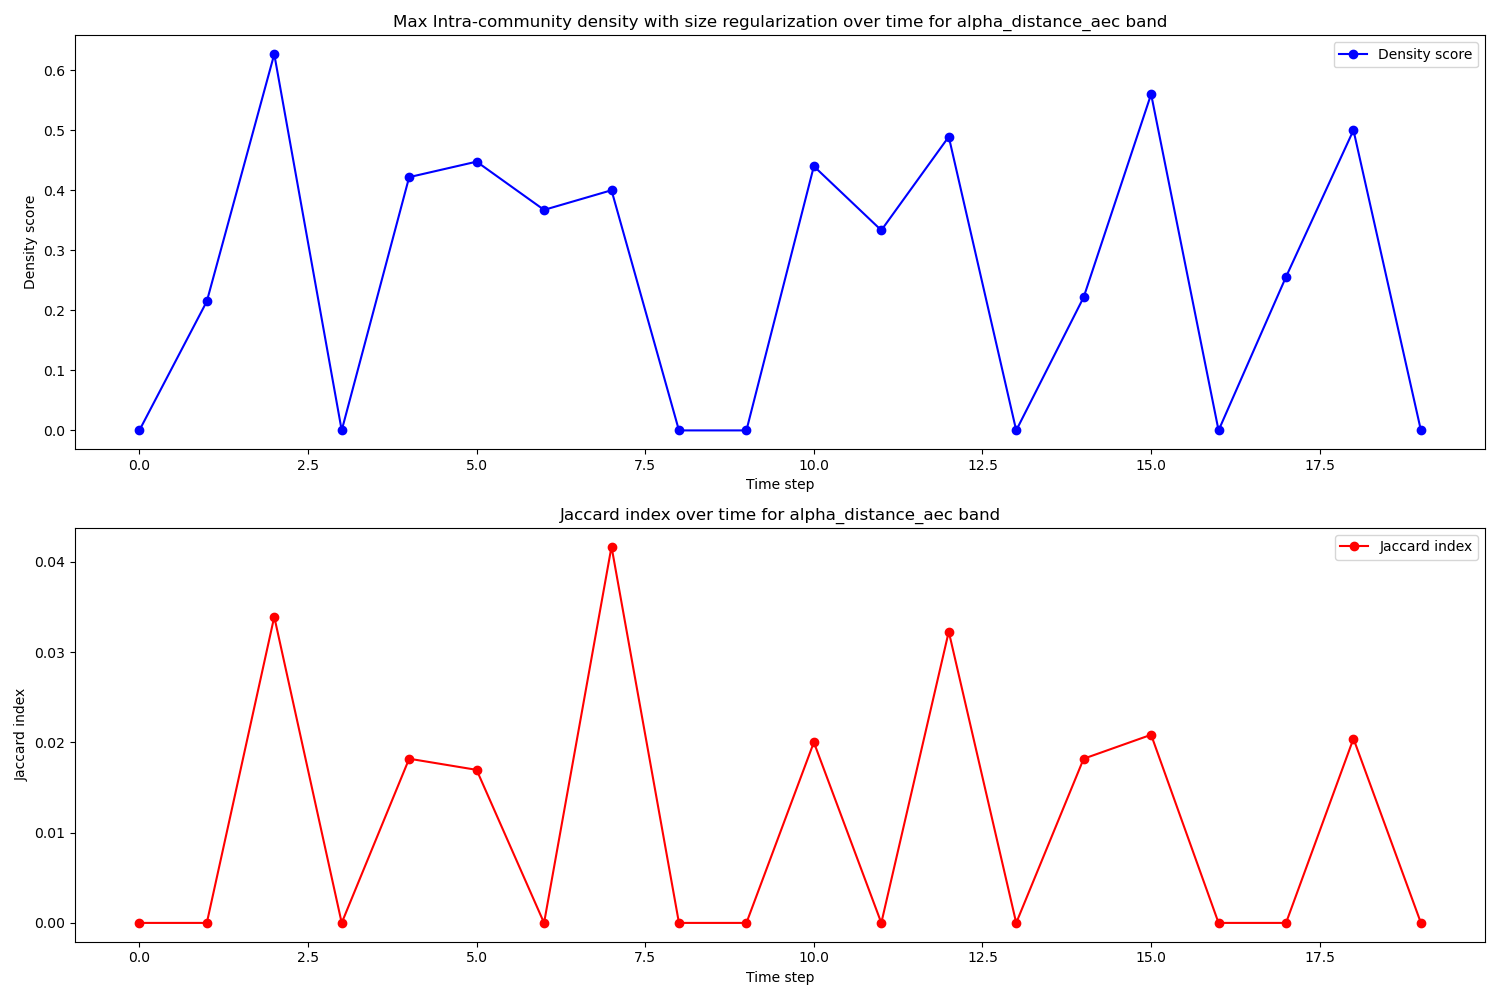 Max Intra-community density with size regularization over time for alpha_distance_aec band
Density score
Density score
0.6
0.5
0.4
0.3
0.2
0.1
0.0
0.0 2.5 5.0 7.5 10.0 12.5 15.0 17.5
Time step
Jaccard index over time for alpha_distance_aec band
Jaccard index
Jaccard index
0.04
0.03
0.02
0.01
0.00
0.0 2.5 5.0 7.5 10.0 12.5 15.0 17.5
Time step